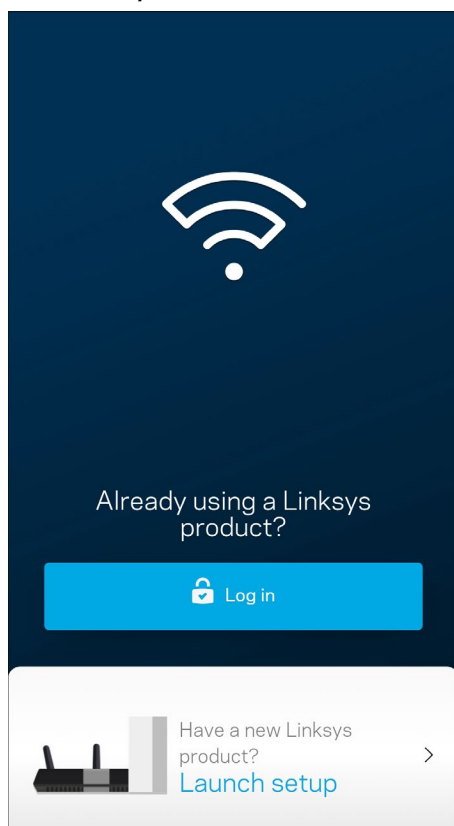 Already using a Linksys
product?
Log in
Have a new Linksys
product?
Launch setup